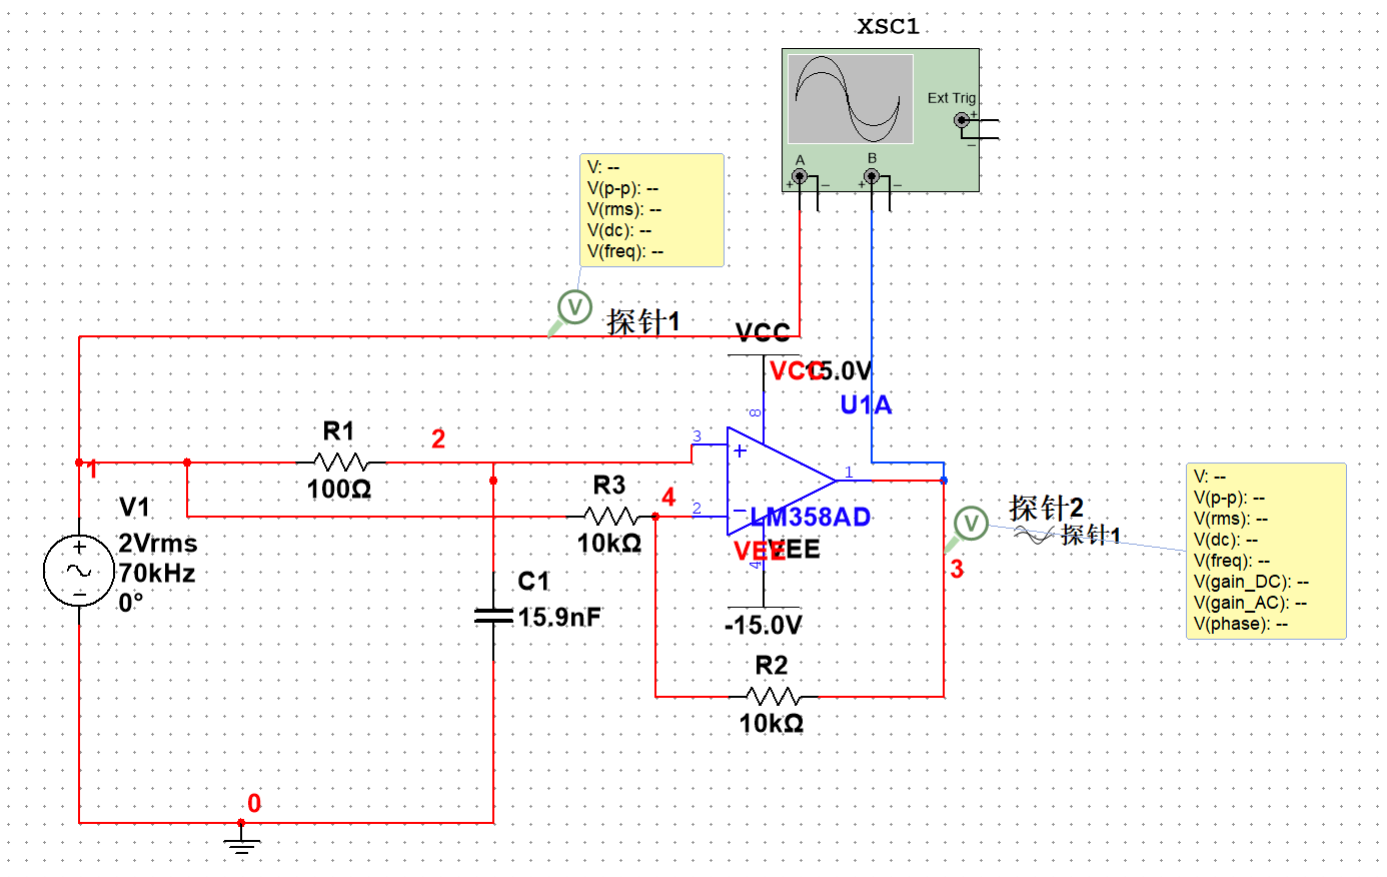 XSC1
Ext Trig
+
−
A
B
+
−
+
−
V: --
V(p-p): --
V(rms): --
V(dc): --
V(freq): --
V
探针1
VCC
VCC
15.0V
U1A
8
R1
2
3
1
1
100Ω
R3
4
2
+
−
LM358AD
10kΩ
VEE
VEE
4
V1
2Vrms
70kHz
0°
+
−
C1
15.9nF
-15.0V
R2
10kΩ
V
探针2
探针1
3
V: --
V(p-p): --
V(rms): --
V(dc): --
V(freq): --
V(gain_DC): --
V(gain_AC): --
V(phase): --
0